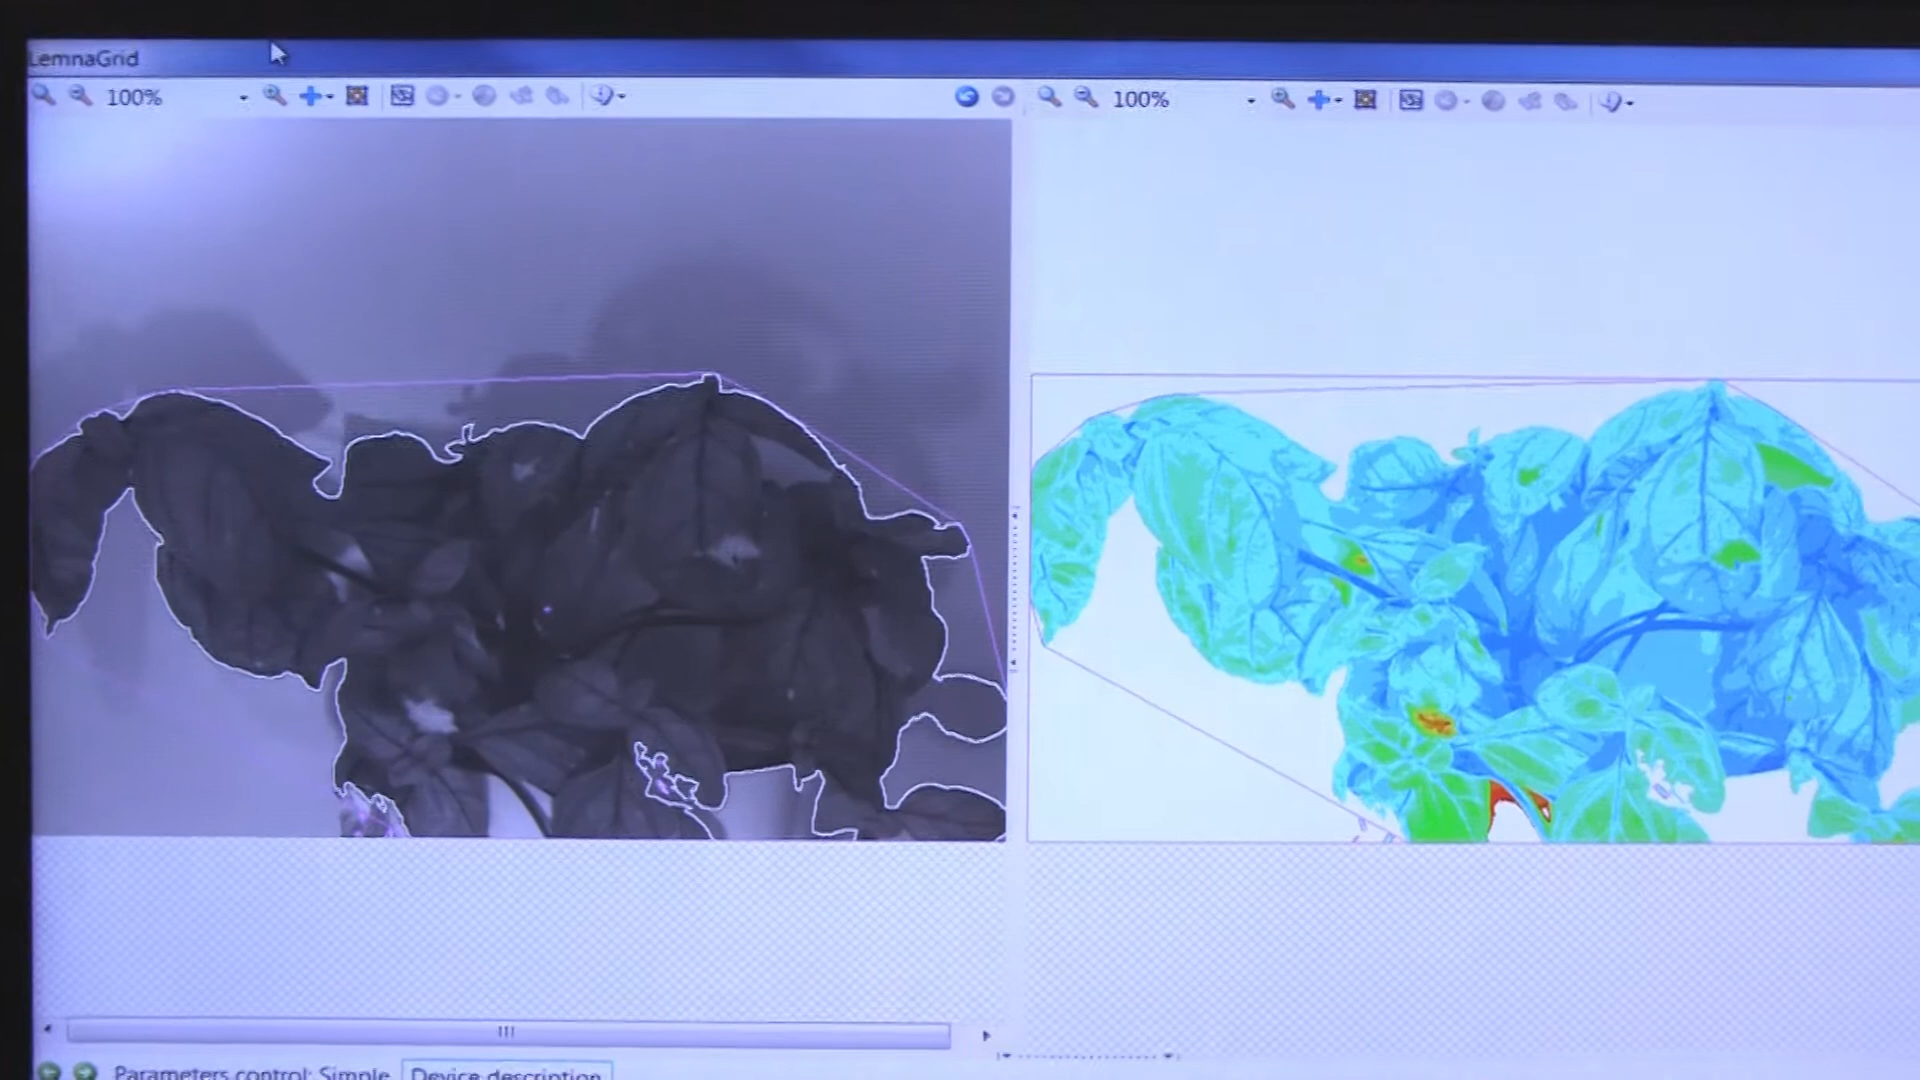 LemnaGrid
100%
100%
Parameters control: Simple
Device description